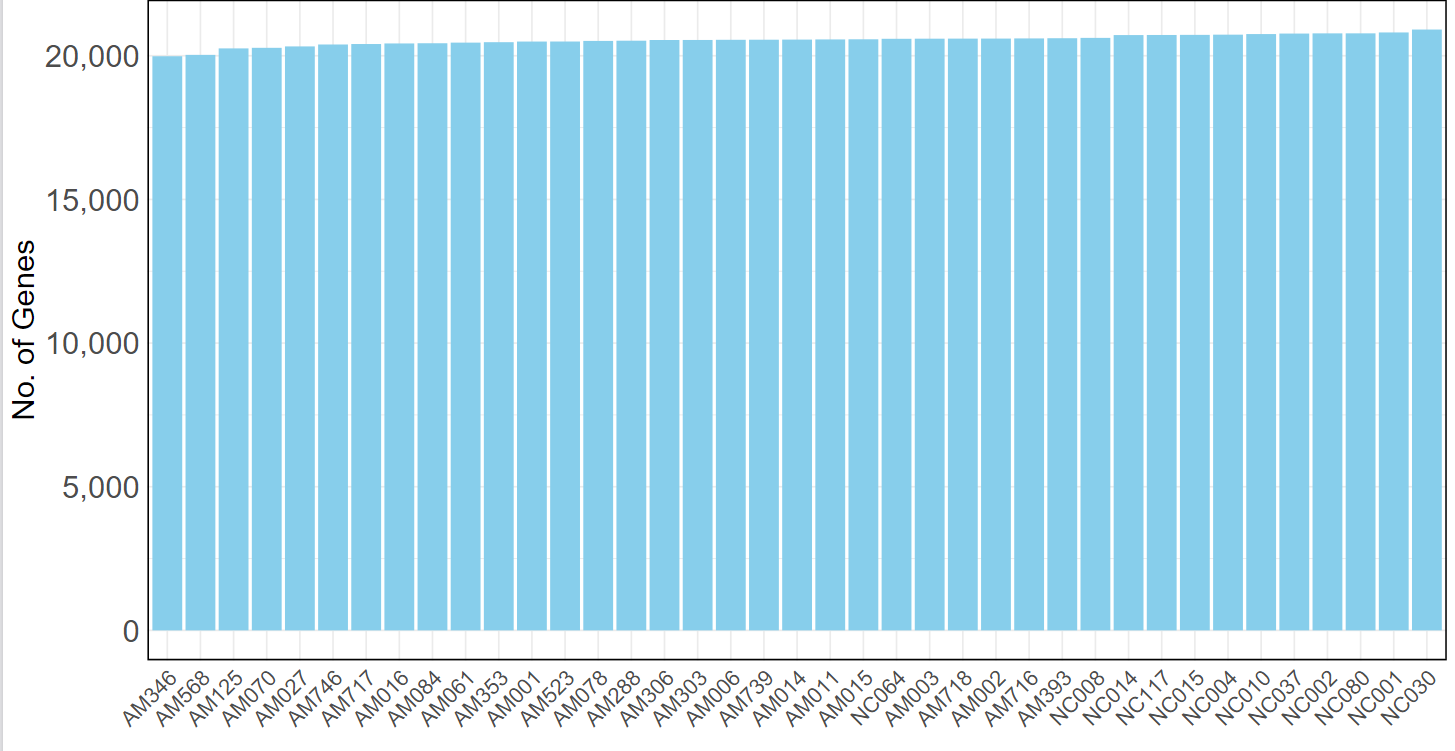 No. of Genes
20,000
15,000
10,000
5,000
0
AM346
AM568
AM125
AM070
AM027
AM746
AM717
AM016
AM084
AM061
AM353
AM001
AM523
AM078
AM288
AM306
AM303
AM006
AM739
AM014
AM011
AM015
NC064
AM003
AM718
AM002
AM716
AM393
NC008
NC014
NC117
NC015
NC004
NC010
NC037
NC002
NC080
NC001
NC030